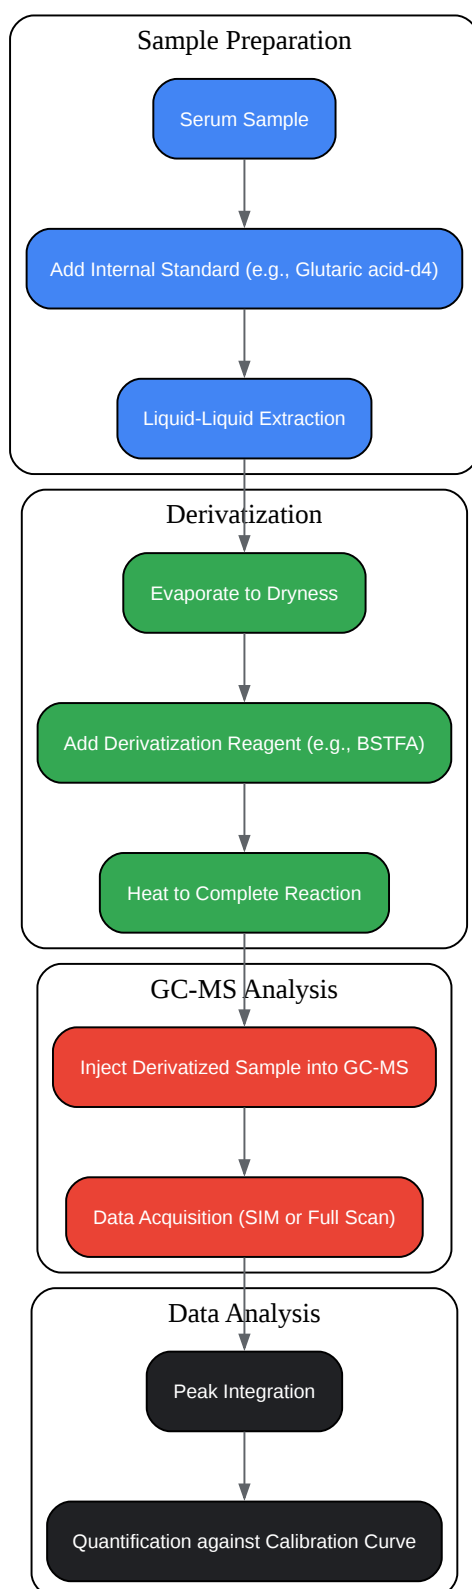 Sample Preparation
Serum Sample
Add Internal Standard (e.g., Glutaric acid-d4)
Liquid-Liquid Extraction
Derivatization
Evaporate to Dryness
Add Derivatization Reagent (e.g., BSTFA)
Heat to Complete Reaction
GC-MS Analysis
Inject Derivatized Sample into GC-MS
Data Acquisition (SIM or Full Scan)
Data Analysis
Peak Integration
Quantification against Calibration Curve